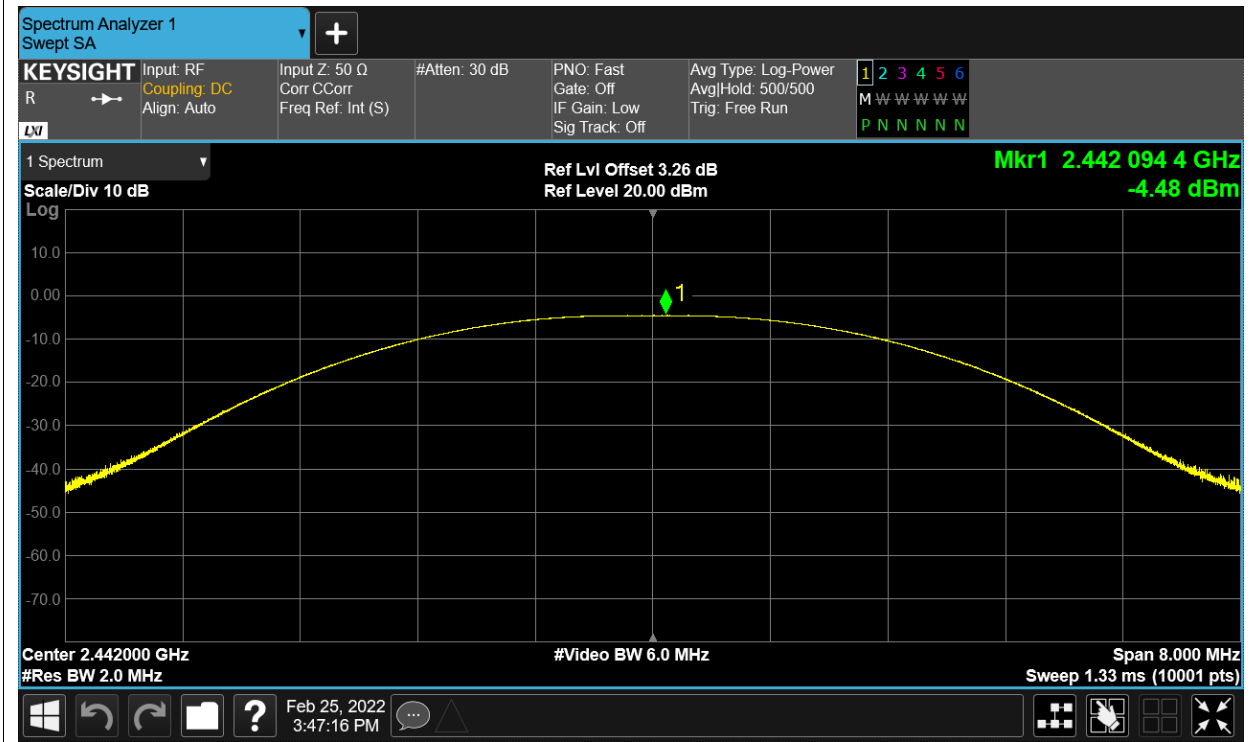 Spectrum Analyzer 1
Swept SA
+
KEYSIGHT
R
LXI
Input: RF
Coupling: DC
Align: Auto
Input Z: 50 Ω
Corr CCorr
Freq Ref: Int (S)
#Atten: 30 dB
PNO: Fast
Gate: Off
IF Gain: Low
Sig Track: Off
Avg Type: Log-Power
Avg|Hold: 500/500
Trig: Free Run
1 2 3 4 5 6
M W W W W W
P N N N N N
1 Spectrum
Scale/Div 10 dB
Ref Lvl Offset 3.26 dB
Ref Level 20.00 dBm
Mkr1 2.442 094 4 GHz
-4.48 dBm
Log
10.0
0.00
-10.0
-20.0
-30.0
-40.0
-50.0
-60.0
-70.0
1
Center 2.442000 GHz
#Res BW 2.0 MHz
#Video BW 6.0 MHz
Span 8.000 MHz
Sweep 1.33 ms (10001 pts)
?
Feb 25, 2022
3:47:16 PM